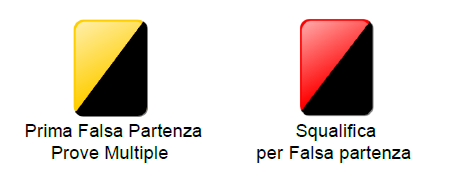 Prima Falsa Partenza
Prove Multiple
Squalifica
per Falsa partenza